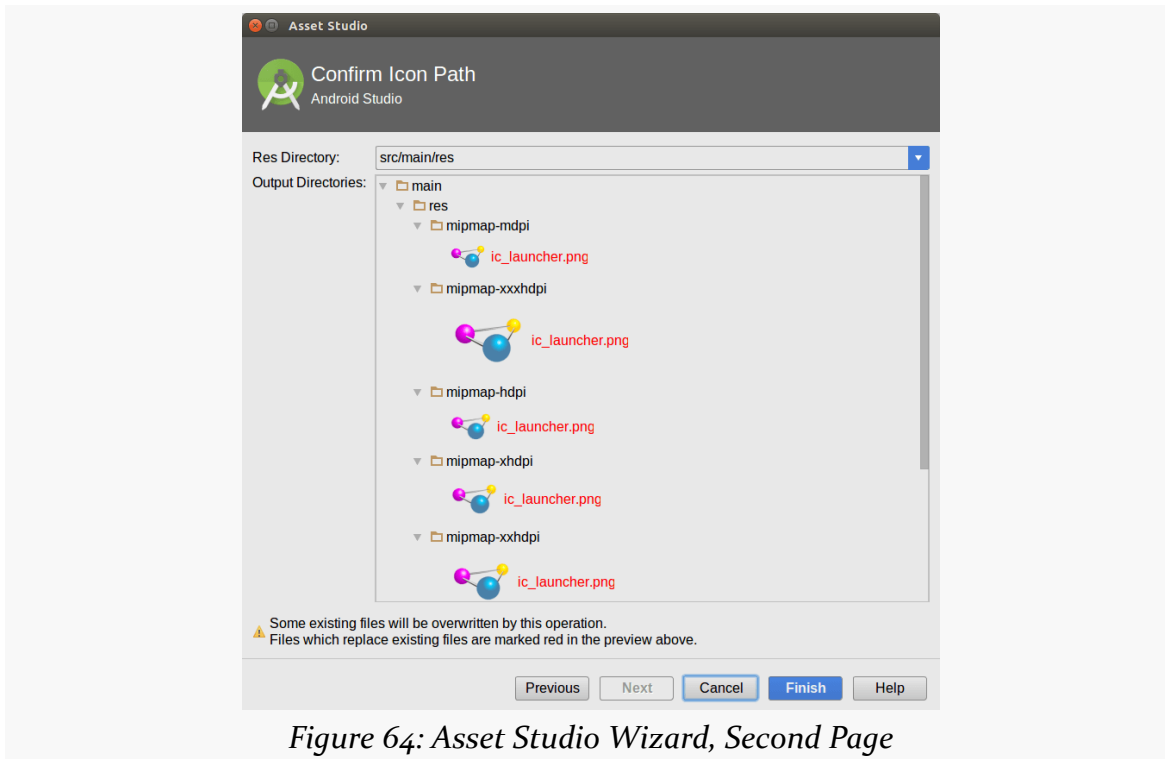 Asset Studio
Confirm Icon Path
Android Studio
Res Directory: src/main/res
Output Directories:
main
res
mipmap-mdpi
ic_launcher.png
mipmap-xxxhdpi
ic_launcher.png
mipmap-hdpi
ic_launcher.png
mipmap-xhdpi
ic_launcher.png
mipmap-xxhdpi
ic_launcher.png
Some existing files will be overwritten by this operation.
Files which replace existing files are marked red in the preview above.
Previous Next Cancel Finish Help
Figure 64: Asset Studio Wizard, Second Page